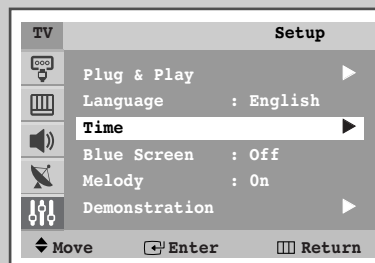 TV Setup
Plug & Play
Language : English
Time
Blue Screen : Off
Melody : On
Demonstration
Move Enter Return